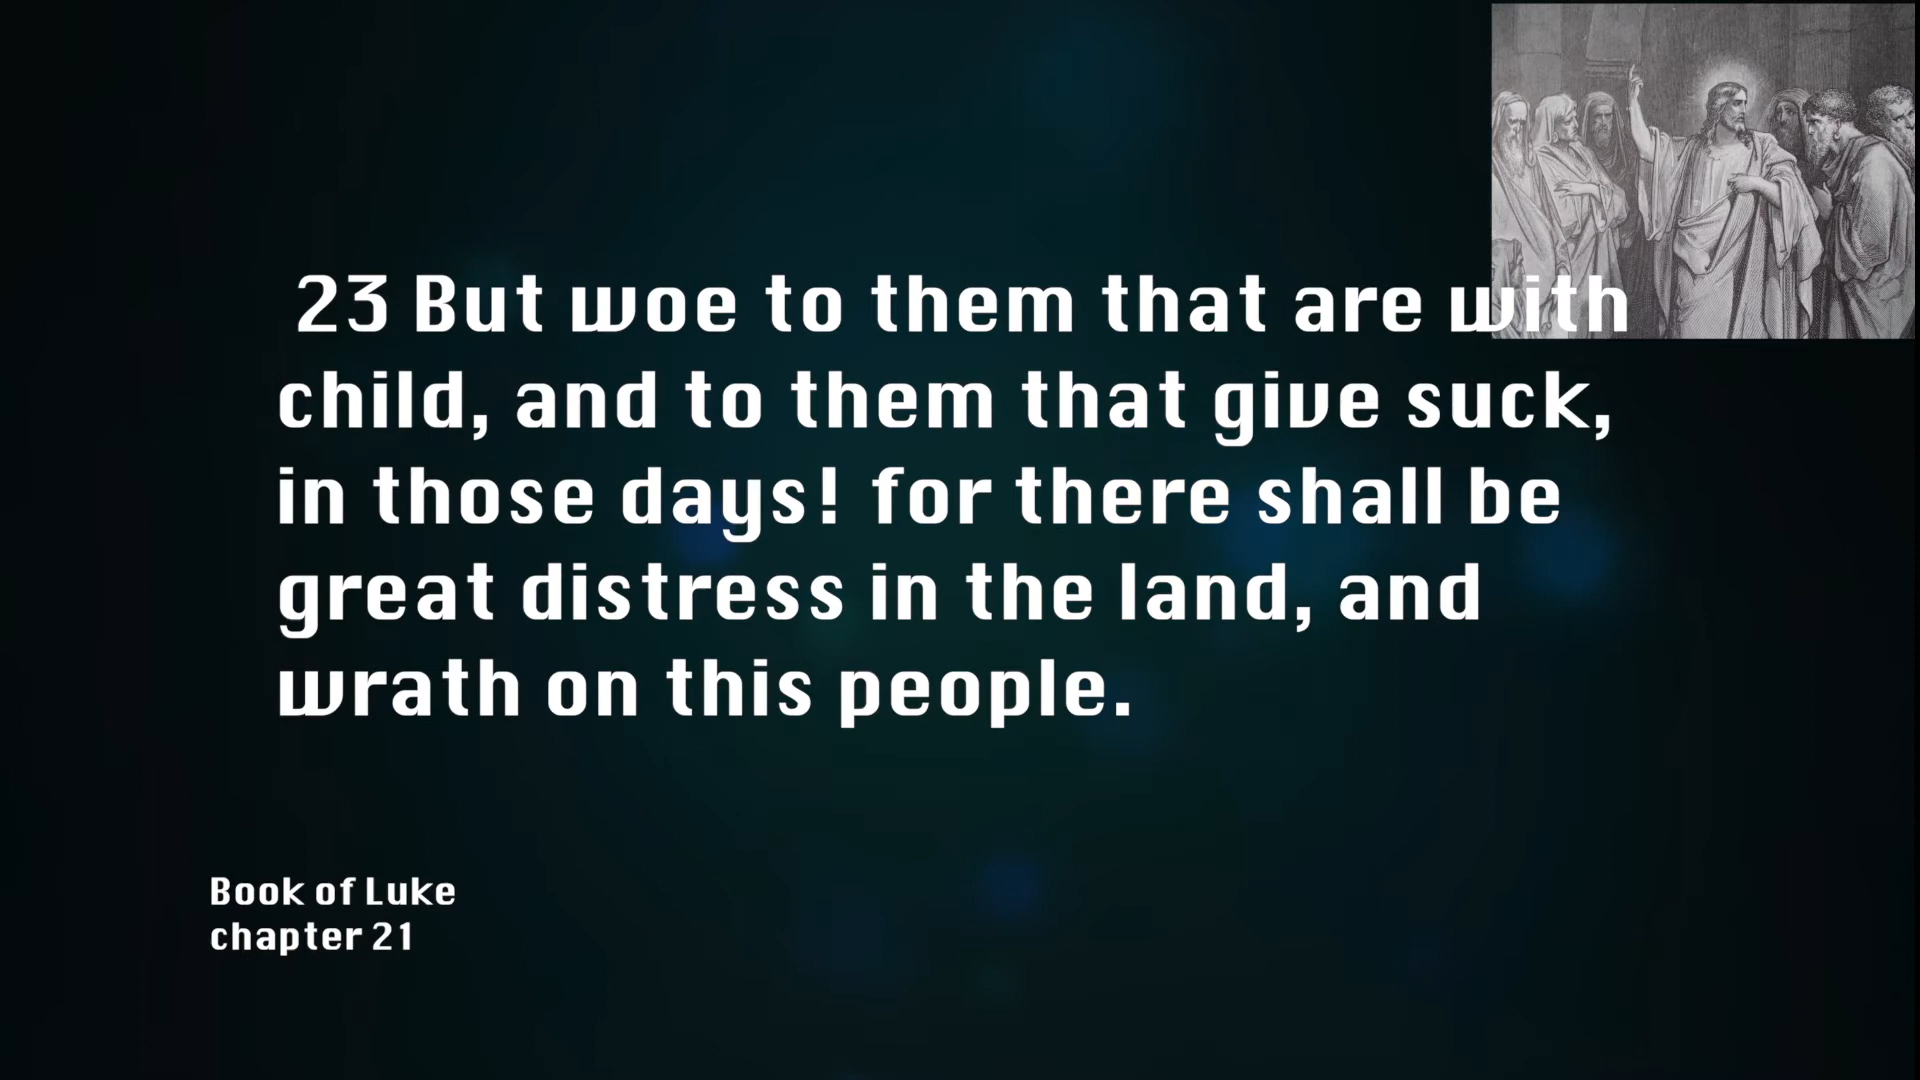 23 But woe to them that are with
child, and to them that give suck,
in those days! for there shall be
great distress in the land, and
wrath on this people.
Book of Luke
chapter 21